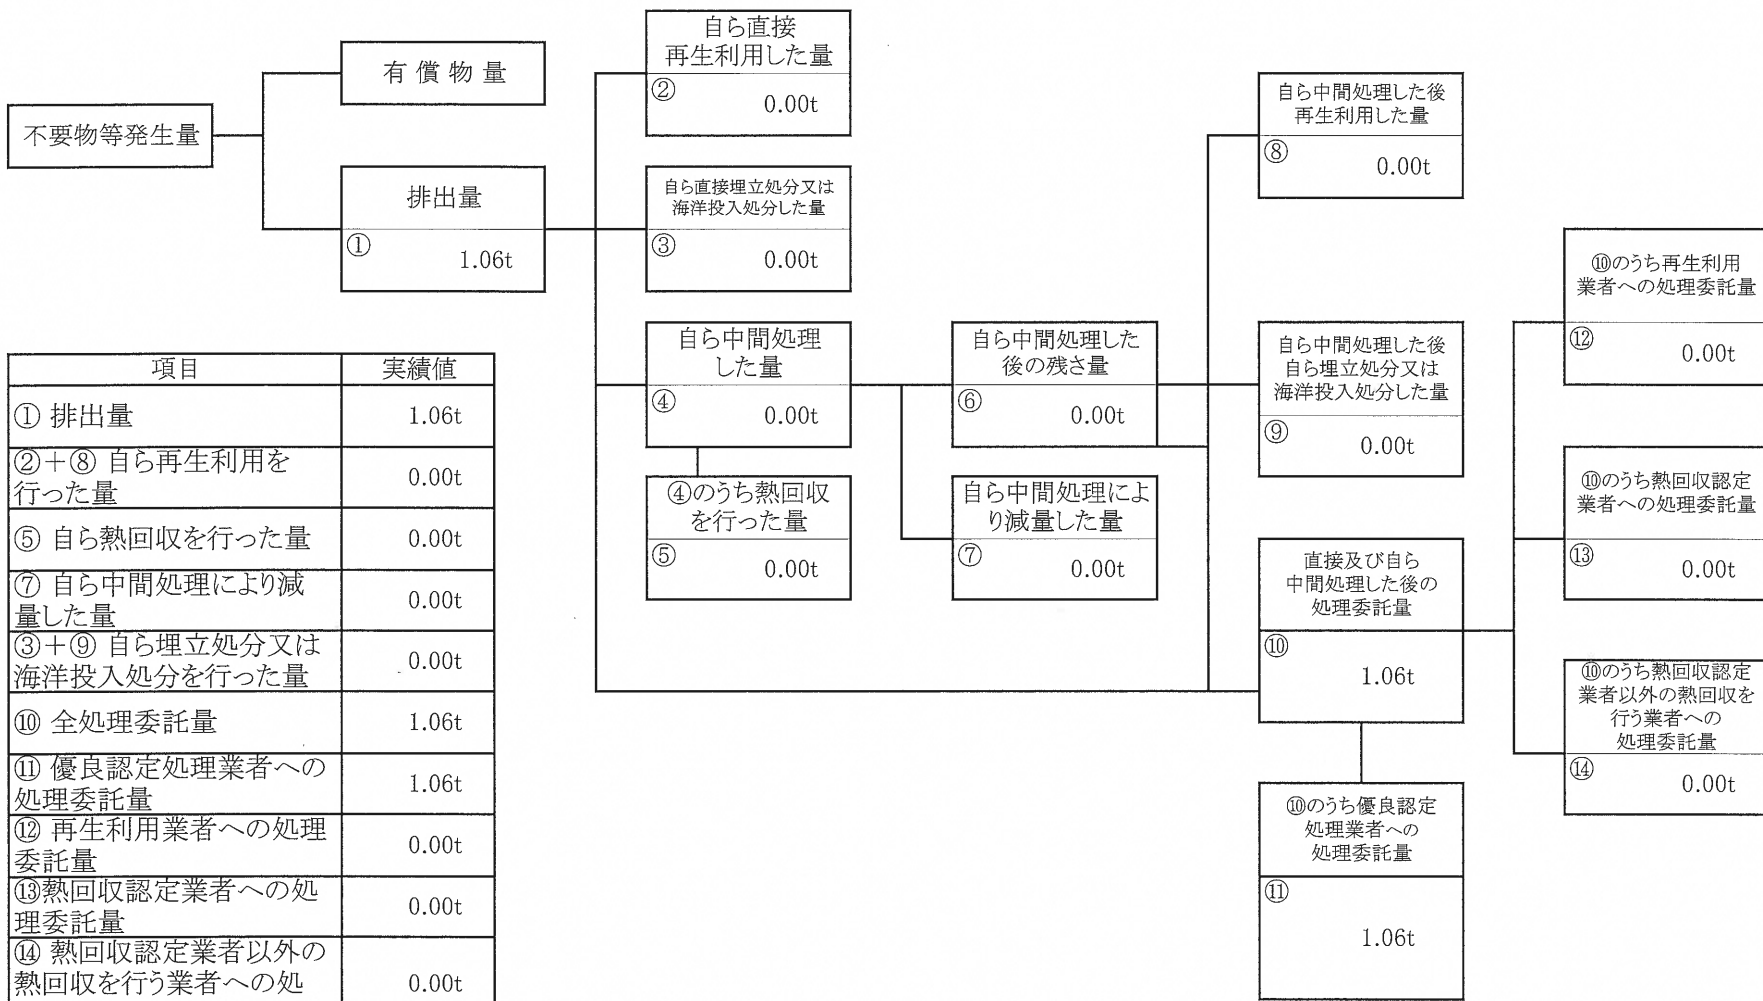 不要物等発生量
有償物量
排出量
①
1.06t
自ら直接
再生利用した量
②
0.00t
自ら直接埋立処分又は
海洋投入処分した量
③
0.00t
自ら中間処理
した量
④
0.00t
④のうち熱回収
を行った量
⑤
0.00t
自ら中間処理した
後の残さ量
⑥
0.00t
自ら中間処理によ
り減量した量
⑦
0.00t
自ら中間処理した後
再生利用した量
⑧
0.00t
自ら中間処理した後
自ら埋立処分又は
海洋投入処分した量
⑨
0.00t
直接及び自ら
中間処理した後の
処理委託量
⑩
1.06t
⑩のうち優良認定
処理業者への
処理委託量
⑪
1.06t
⑩のうち再生利用
業者への処理委託量
⑫
0.00t
⑩のうち熱回収認定
業者への処理委託量
⑬
0.00t
⑩のうち熱回収認定
業者以外の熱回収を
行う業者への
処理委託量
⑭
0.00t
項目 実績値
① 排出量 1.06t
②+⑧ 自ら再生利用を
行った量 0.00t
⑤ 自ら熱回収を行った量 0.00t
⑦ 自ら中間処理により減
量した量 0.00t
③+⑨ 自ら埋立処分又は
海洋投入処分を行った量 0.00t
⑩ 全処理委託量 1.06t
⑪ 優良認定処理業者への
処理委託量 1.06t
⑫ 再生利用業者への処理
委託量 0.00t
⑬熱回収認定業者への処
理委託量 0.00t
⑭ 熱回収認定業者以外の
熱回収を行う業者への処 0.00t